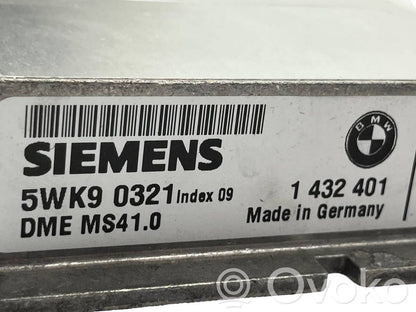 BMW
SIEMENS
5WK9 0321 Index 09 1 432 401
DME MS41.0 Made in Germany
© Ovoko